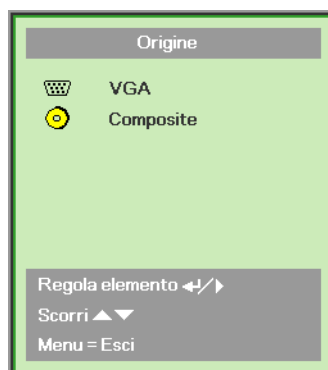 Origine
VGA
Composite
Regola elemento ↵/▶
Scorri ▲▼
Menu = Esci